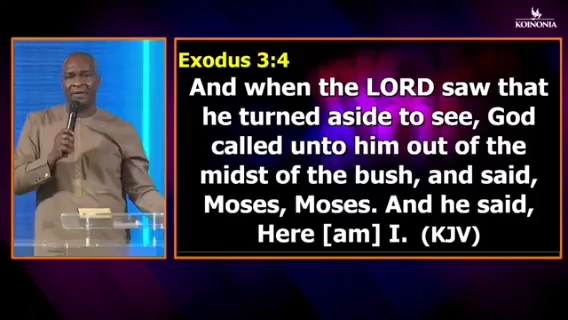 KOINONIA
Exodus 3:4
And when the LORD saw that
he turned aside to see, God
called unto him out of the
midst of the bush, and said,
Moses, Moses. And he said,
Here [am] I. (KJV)